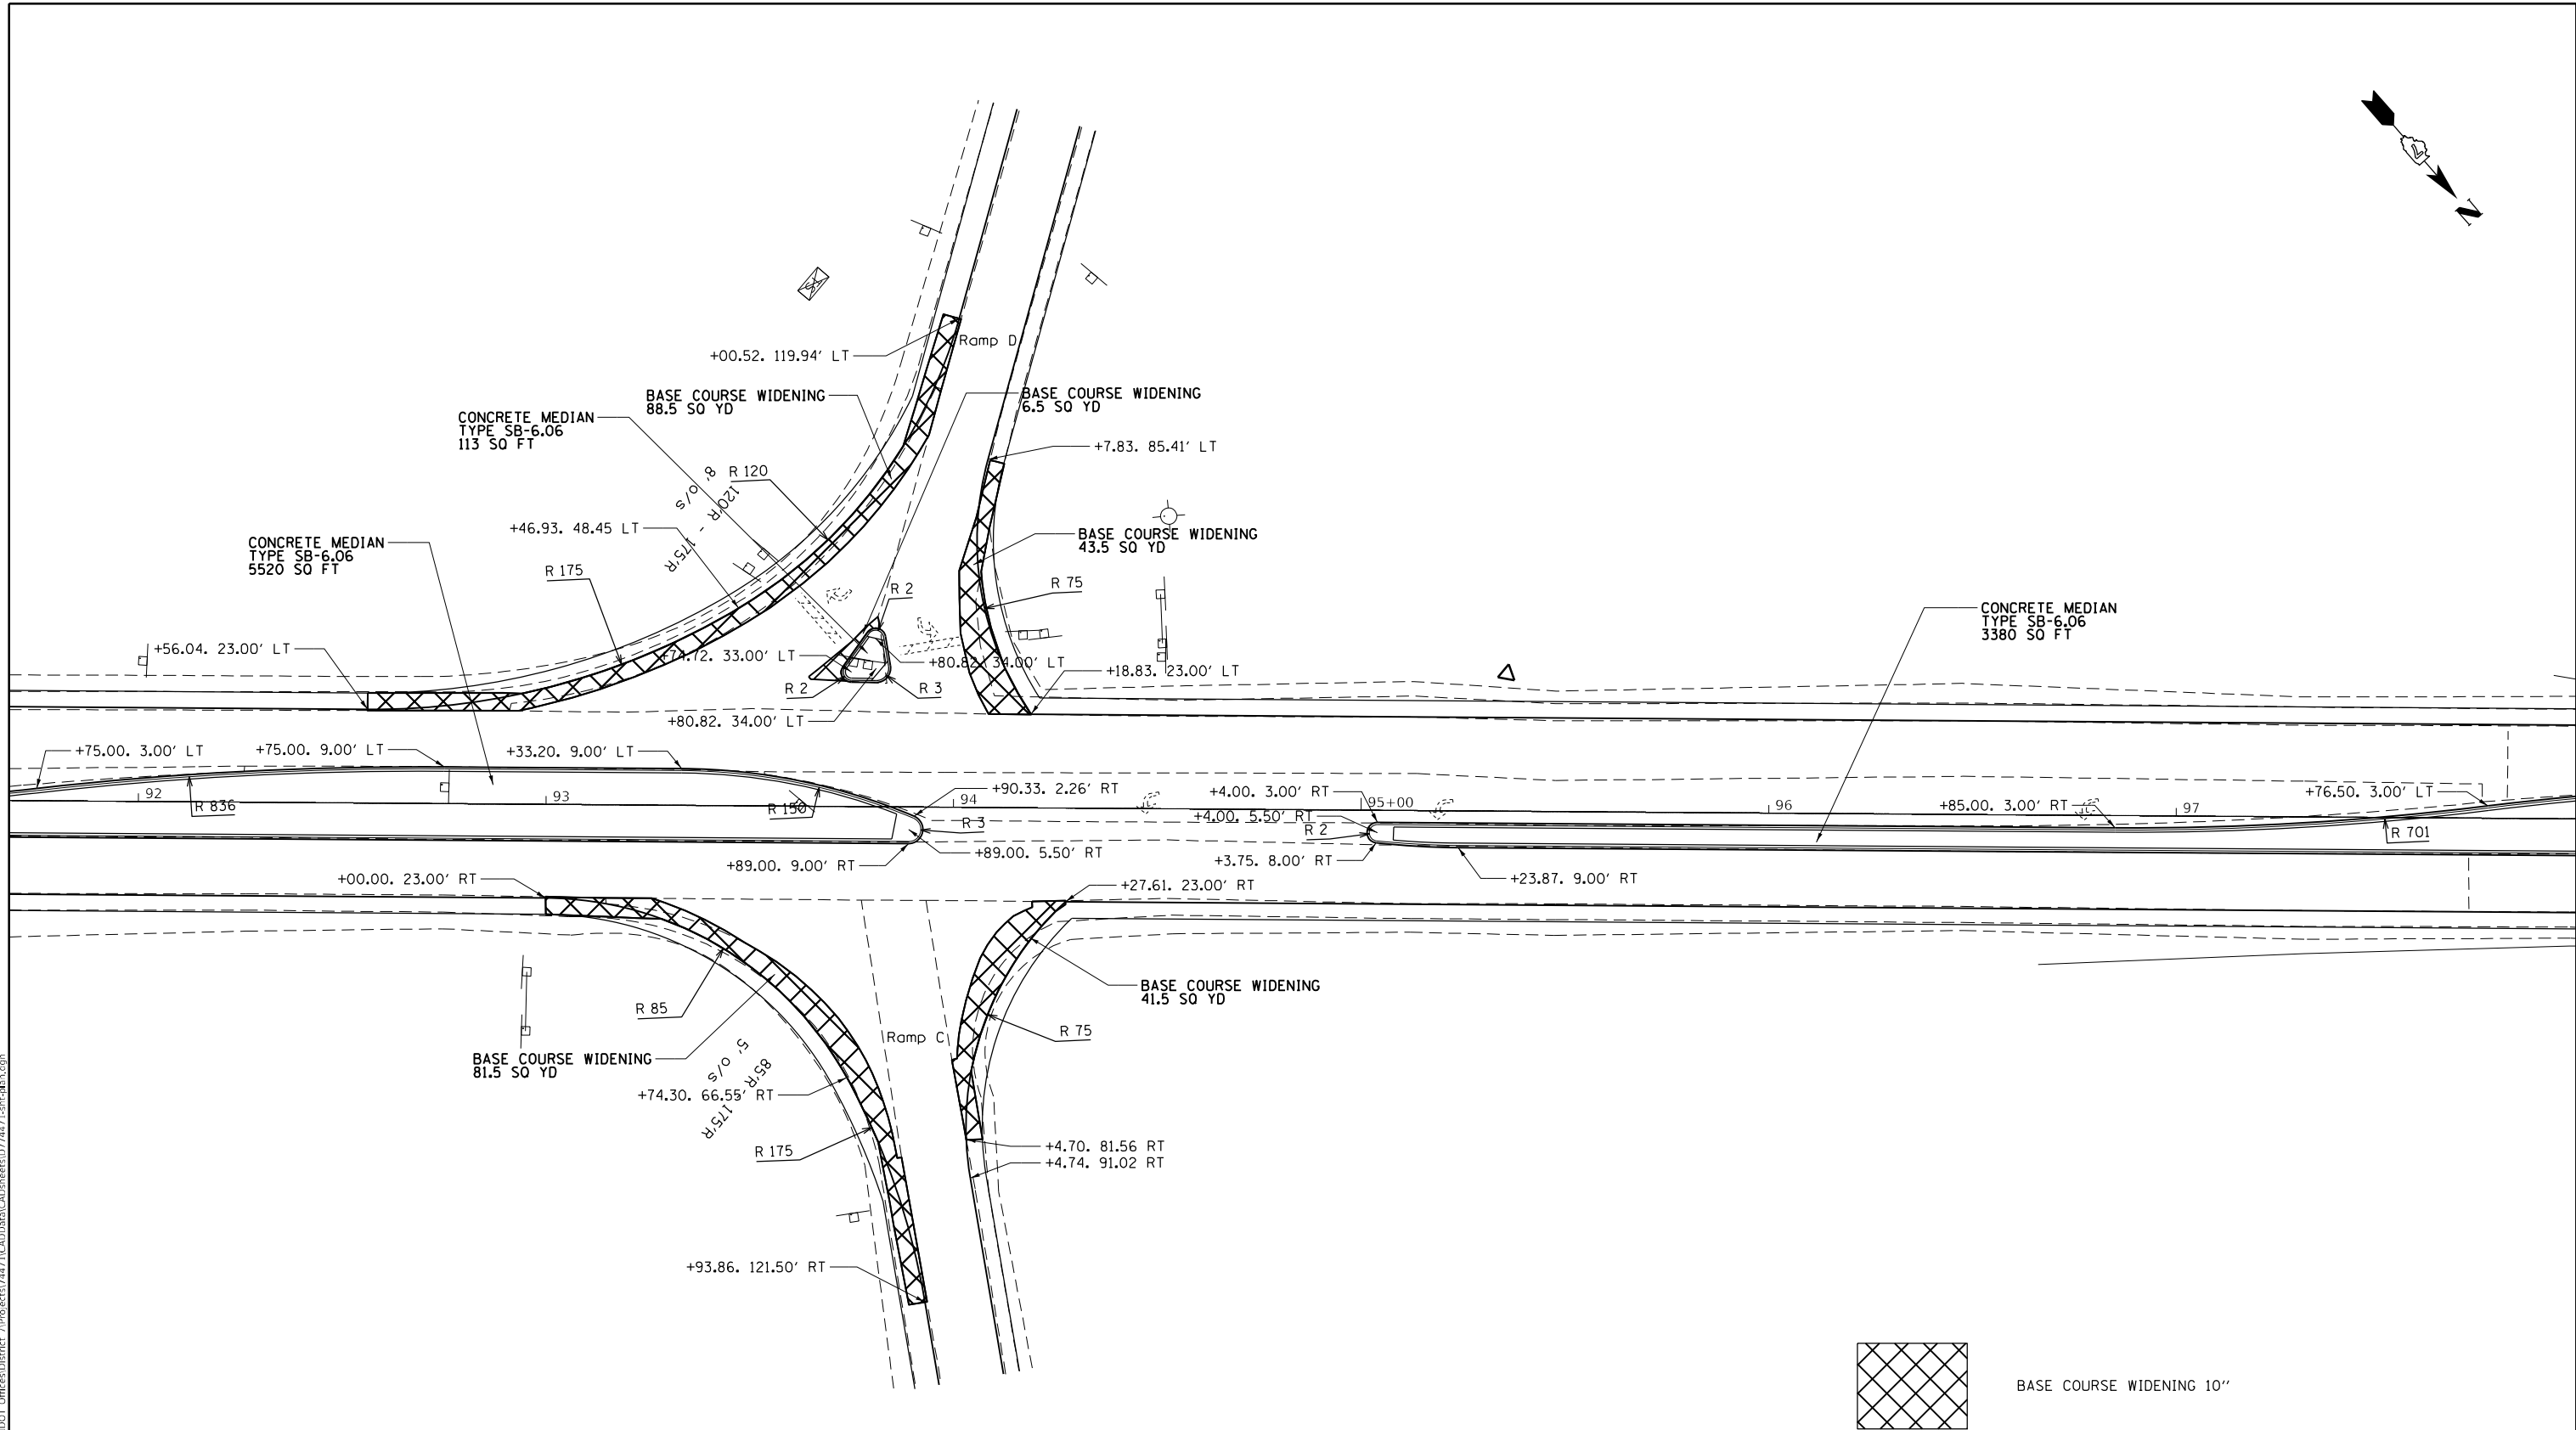 N
Ramp D
+00.52. 119.94' LT
BASE COURSE WIDENING
88.5 SQ YD
BASE COURSE WIDENING
6.5 SQ YD
CONCRETE MEDIAN
TYPE SB-6.06
113 SQ FT
+7.83. 85.41' LT
R 120
8' O/S
120'R - 175'R
+46.93. 48.45 LT
BASE COURSE WIDENING
43.5 SQ YD
CONCRETE MEDIAN
TYPE SB-6.06
5520 SQ FT
R 175
R 2
R 75
CONCRETE MEDIAN
TYPE SB-6.06
3380 SQ FT
+56.04. 23.00' LT
+74.72. 33.00' LT
+80.82. 34.00' LT
+18.83. 23.00' LT
R 2
R 3
+80.82. 34.00' LT
+75.00. 3.00' LT
+75.00. 9.00' LT
+33.20. 9.00' LT
+90.33. 2.26' RT
+4.00. 3.00' RT
+76.50. 3.00' LT
92
93
94
95+00
96
97
R 836
R 150
+85.00. 3.00' RT
+4.00. 5.50' RT
R 3
R 2
R 701
+89.00. 5.50' RT
+89.00. 9.00' RT
+3.75. 8.00' RT
+23.87. 9.00' RT
+00.00. 23.00' RT
+27.61. 23.00' RT
BASE COURSE WIDENING
41.5 SQ YD
R 85
R 75
Ramp C
BASE COURSE WIDENING
81.5 SQ YD
5' O/S
85'R - 175'R
+74.30. 66.55' RT
R 175
+4.70. 81.56 RT
+4.74. 91.02 RT
+93.86. 121.50' RT
BASE COURSE WIDENING 10''